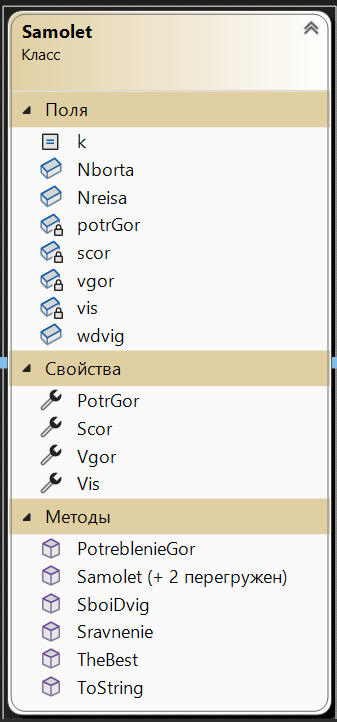 Samolet
Класс
Поля
k
Nborta
Nreisa
potrGor
scor
vgor
vis
wdvig
Свойства
PotrGor
Scor
Vgor
Vis
Методы
PotreblenieGor
Samolet (+ 2 перегружен)
SboiDvig
Sravnenie
TheBest
ToString